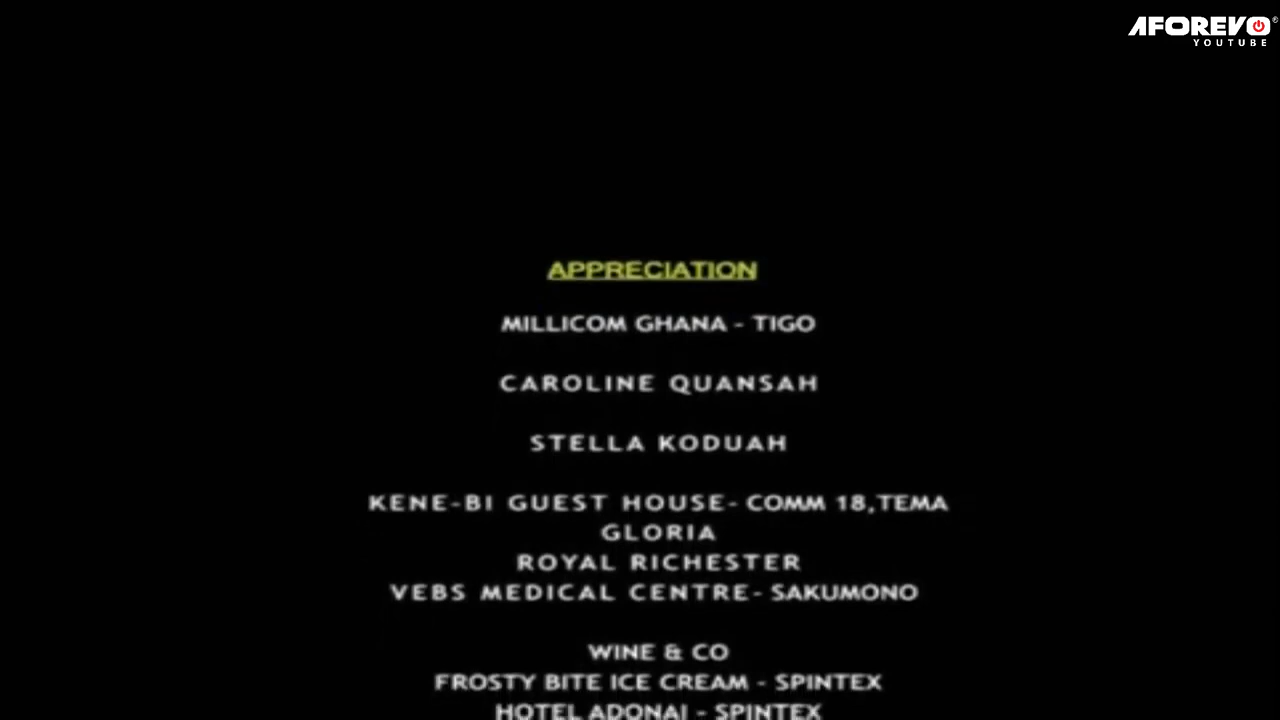 AFOREVO
YOUTUBE
APPRECIATION
MILLICOM GHANA - TIGO
CAROLINE QUANSAH
STELLA KODUAH
KENE-BI GUEST HOUSE- COMM 18,TEMA
GLORIA
ROYAL RICHESTER
VEBS MEDICAL CENTRE- SAKUMONO
WINE & CO
FROSTY BITE ICE CREAM - SPINTEX
HOTEL ADONAI - SPINTEX